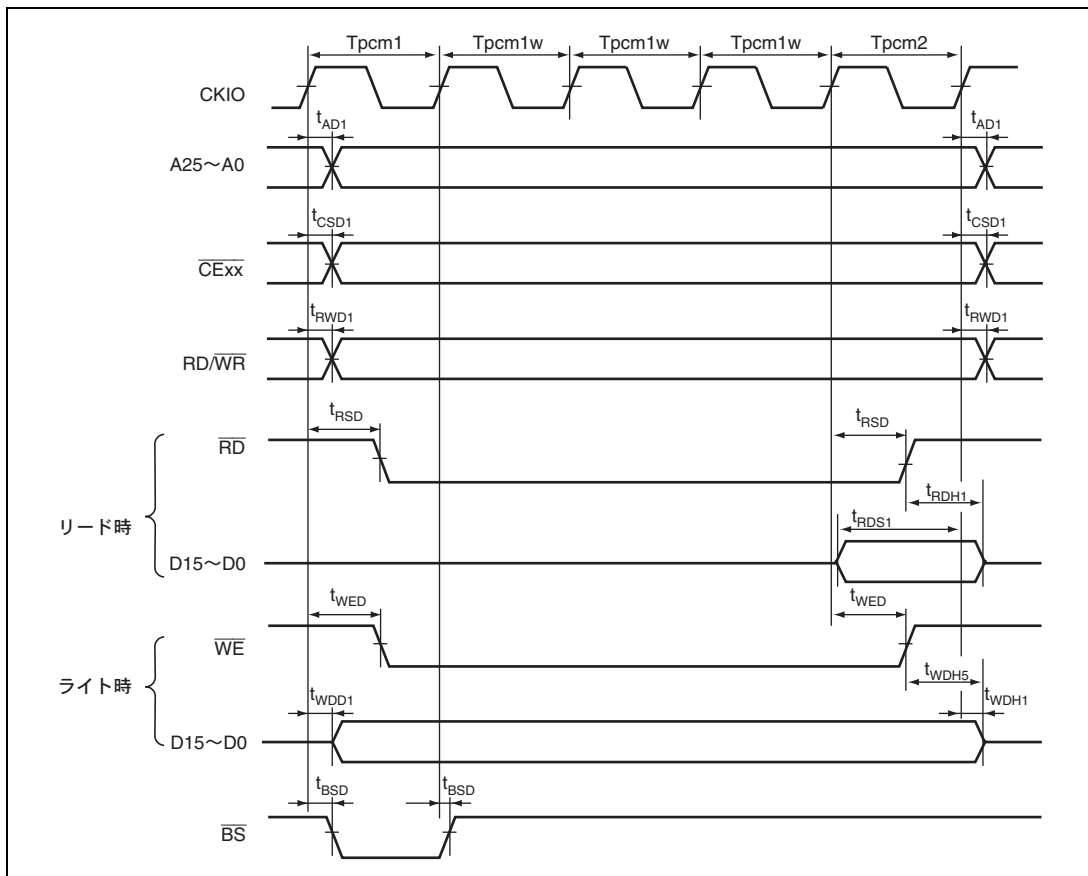 Tpcm1 Tpcm1w Tpcm1w Tpcm1w Tpcm2
CKIO
tAD1 tAD1
A25～A0
tCSD1 tCSD1
CExx
tRWD1 tRWD1
RD/WR
tRSD tRSD
RD
tRDH1
リード時
tRDS1
D15～D0
tWED tWED
WE
tWDH5
ライト時
tWDD1 tWDH1
D15～D0
tBSD tBSD
BS